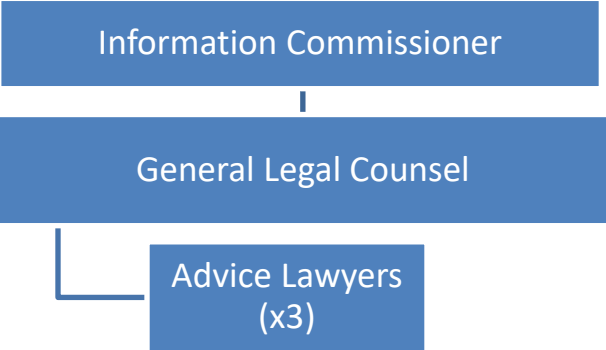 Information Commissioner
General Legal Counsel
Advice Lawyers
(x3)